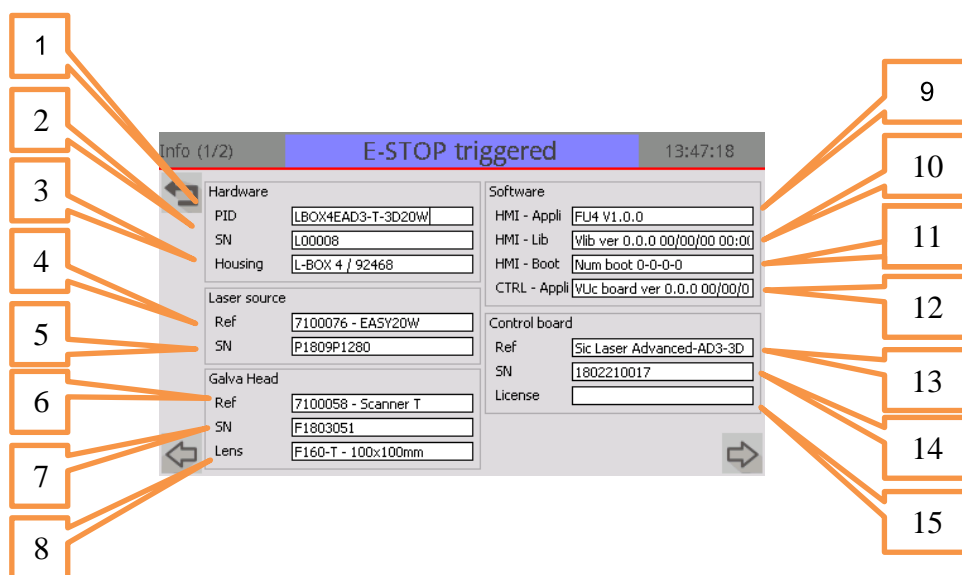 1
2
3
4
5
6
7
8
Info (1/2)
E-STOP triggered
13:47:18
Hardware
PID LBOX4EAD3-T-3D20W
SN L00008
Housing L-BOX 4 / 92468
Laser source
Ref 7100076 - EASY20W
SN P1809P1280
Galva Head
Ref 7100058 - Scanner T
SN F1803051
Lens F160-T - 100x100mm
Software
HMI - Appli FU4 V1.0.0
HMI - Lib Vlib ver 0.0.0 00/00/00 00:0(
HMI - Boot Num boot 0-0-0-0
CTRL - Appli VUc board ver 0.0.0 00/00/0
Control board
Ref Sic Laser Advanced-AD3-3D
SN 1802210017
License
9
10
11
12
13
14
15